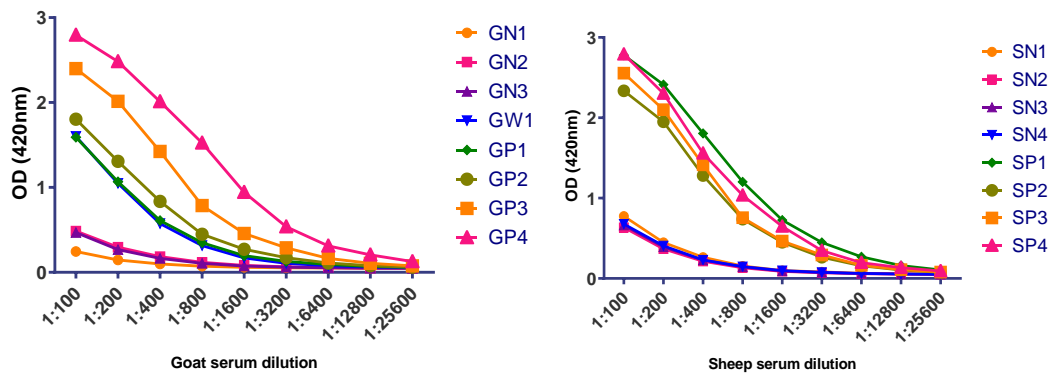 3
2
1
0
OD (420nm)
1:100
1:200
1:400
1:800
1:1600
1:3200
1:6400
1:12800
1:25600
Goat serum dilution
GN1
GN2
GN3
GW1
GP1
GP2
GP3
GP4
3
2
1
0
OD (420nm)
1:100
1:200
1:400
1:800
1:1600
1:3200
1:6400
1:12800
1:25600
Sheep serum dilution
SN1
SN2
SN3
SN4
SP1
SP2
SP3
SP4